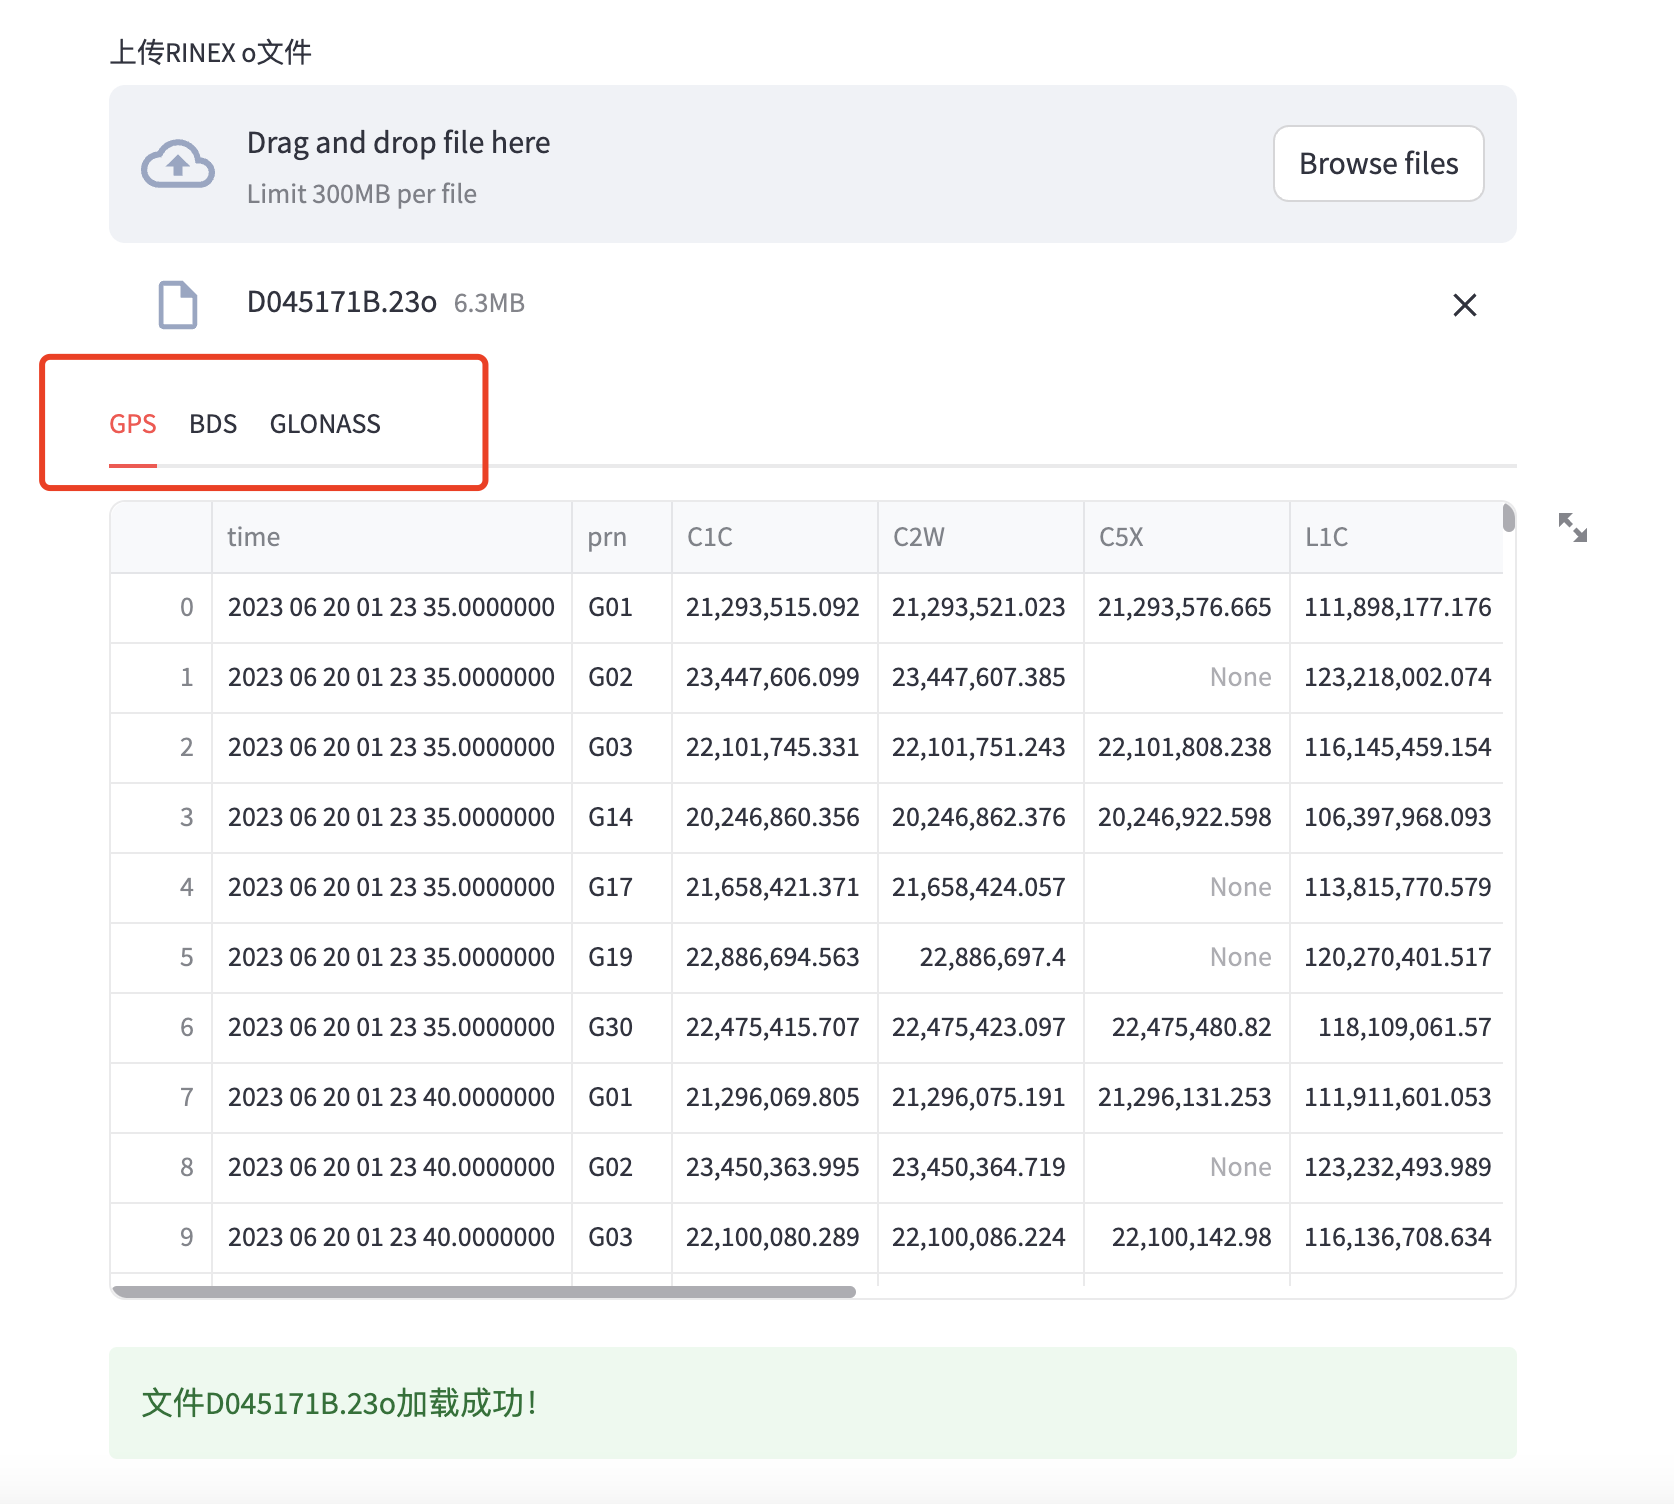 上传RINEX o文件
Drag and drop file here
Limit 300MB per file
Browse files
D045171B.23o 6.3MB
GPS BDS GLONASS
time prn C1C C2W C5X L1C
0 2023 06 20 01 23 35.0000000 G01 21,293,515.092 21,293,521.023 21,293,576.665 111,898,177.176
1 2023 06 20 01 23 35.0000000 G02 23,447,606.099 23,447,607.385 None 123,218,002.074
2 2023 06 20 01 23 35.0000000 G03 22,101,745.331 22,101,751.243 22,101,808.238 116,145,459.154
3 2023 06 20 01 23 35.0000000 G14 20,246,860.356 20,246,862.376 20,246,922.598 106,397,968.093
4 2023 06 20 01 23 35.0000000 G17 21,658,421.371 21,658,424.057 None 113,815,770.579
5 2023 06 20 01 23 35.0000000 G19 22,886,694.563 22,886,697.4 None 120,270,401.517
6 2023 06 20 01 23 35.0000000 G30 22,475,415.707 22,475,423.097 22,475,480.82 118,109,061.57
7 2023 06 20 01 23 40.0000000 G01 21,296,069.805 21,296,075.191 21,296,131.253 111,911,601.053
8 2023 06 20 01 23 40.0000000 G02 23,450,363.995 23,450,364.719 None 123,232,493.989
9 2023 06 20 01 23 40.0000000 G03 22,100,080.289 22,100,086.224 22,100,142.98 116,136,708.634
文件D045171B.23o加载成功!